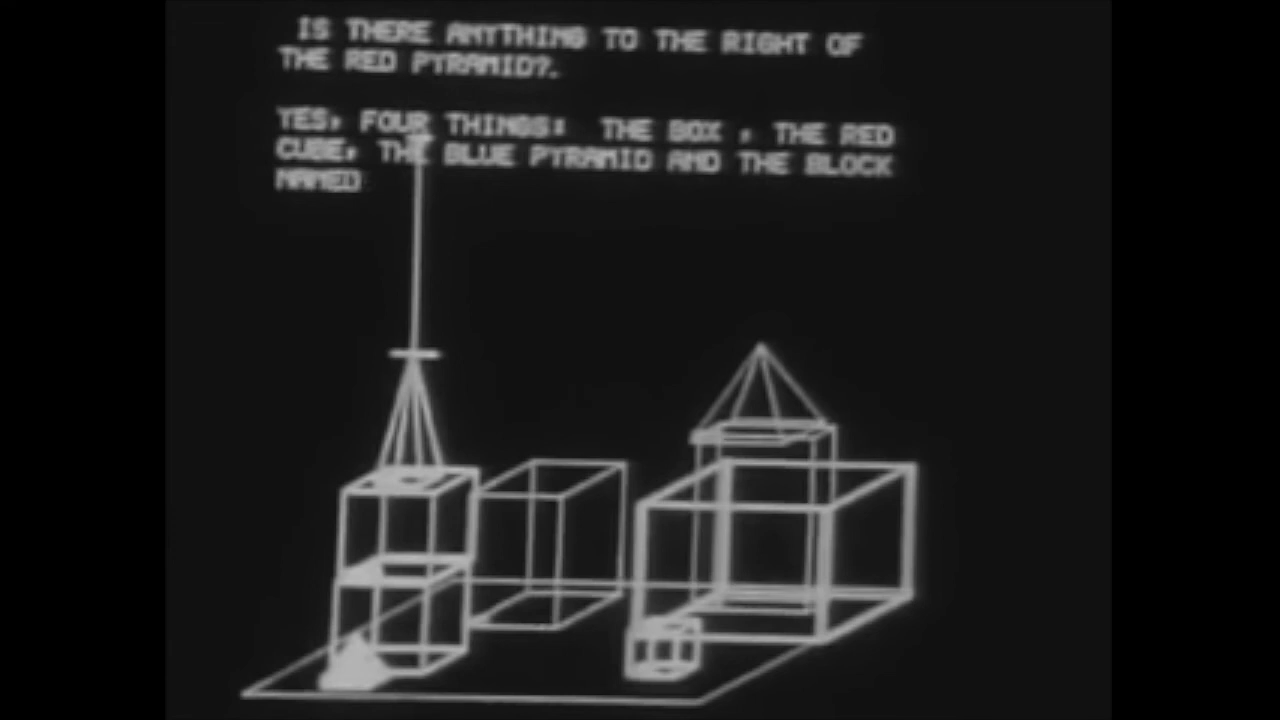 IS THERE ANYTHING TO THE RIGHT OF
THE RED PYRAMID?.
YES, FOUR THINGS: THE BOX , THE RED
CUBE, THE BLUE PYRAMID AND THE BLOCK
NAMED